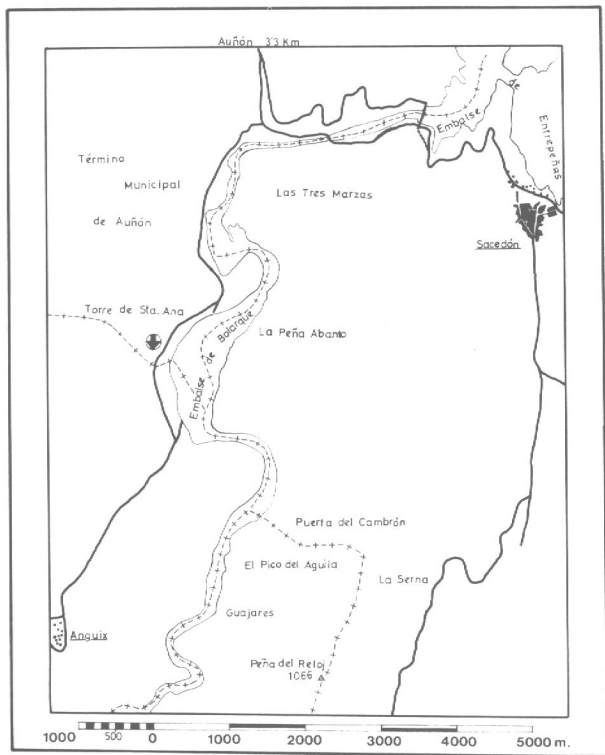 Auñón 3'3 Km
Embalse de
Entrepeñas
Término
Municipal
de Auñón
Las Tres Marzas
Sacedón
Torre de Sta. Ana
La Peña Abanto
Embalse de Bolarque
Puerta del Cambrón
El Pico del Aguila
La Serna
Guajares
Anguix
Peña del Reloj
1066
1000 500 0 1000 2000 3000 4000 5000 m.